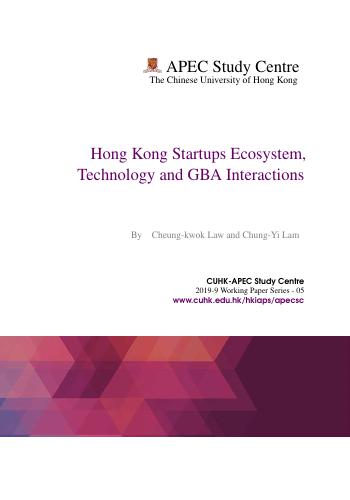 APEC Study Centre
The Chinese University of Hong Kong
Hong Kong Startups Ecosystem,
Technology and GBA Interactions
By Cheung-kwok Law and Chung-Yi Lam
CUHK-APEC Study Centre
2019-9 Working Paper Series - 05
www.cuhk.edu.hk/hkiaps/apecsc